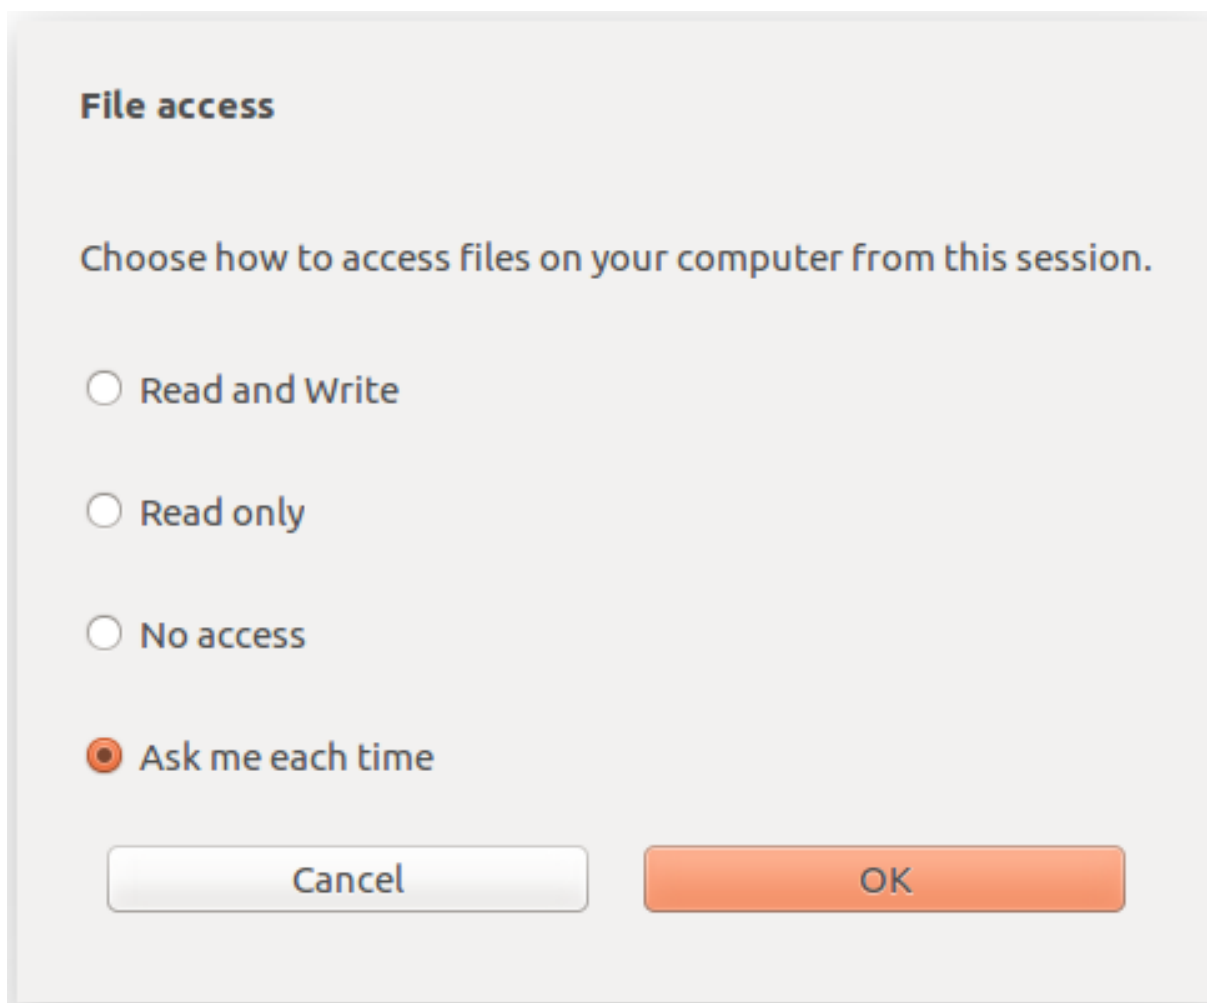 File access
Choose how to access files on your computer from this session.
Read and Write
Read only
No access
Ask me each time
Cancel OK